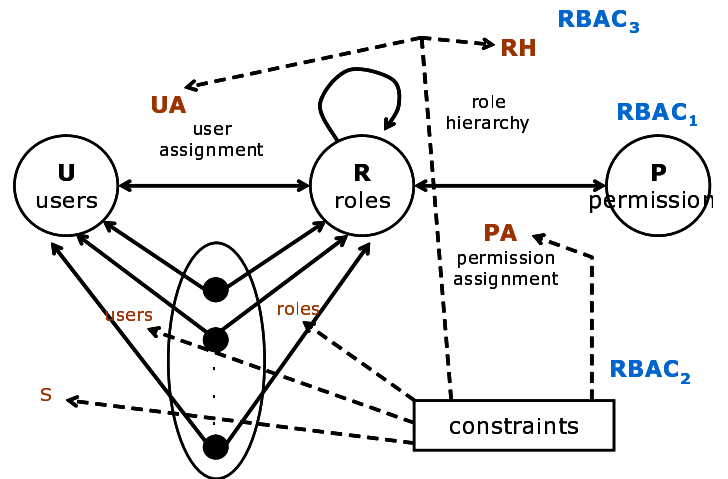 RBAC3
RH
UA
role
hierarchy
RBAC1
user
assignment
U
users
R
roles
P
permission
PA
permission
assignment
users
roles
RBAC2
S
constraints